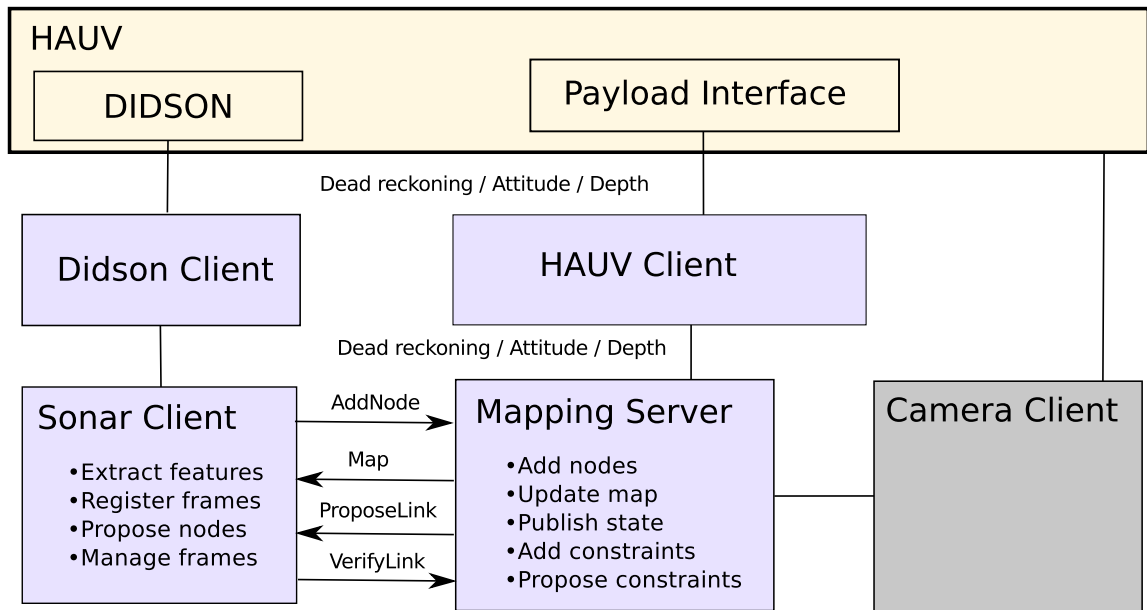 HAUV
DIDSON
Payload Interface
Dead reckoning / Attitude / Depth
Didson Client
HAUV Client
Dead reckoning / Attitude / Depth
Sonar Client
•Extract features
•Register frames
•Propose nodes
•Manage frames
AddNode
Map
ProposeLink
VerifyLink
Mapping Server
•Add nodes
•Update map
•Publish state
•Add constraints
•Propose constraints
Camera Client